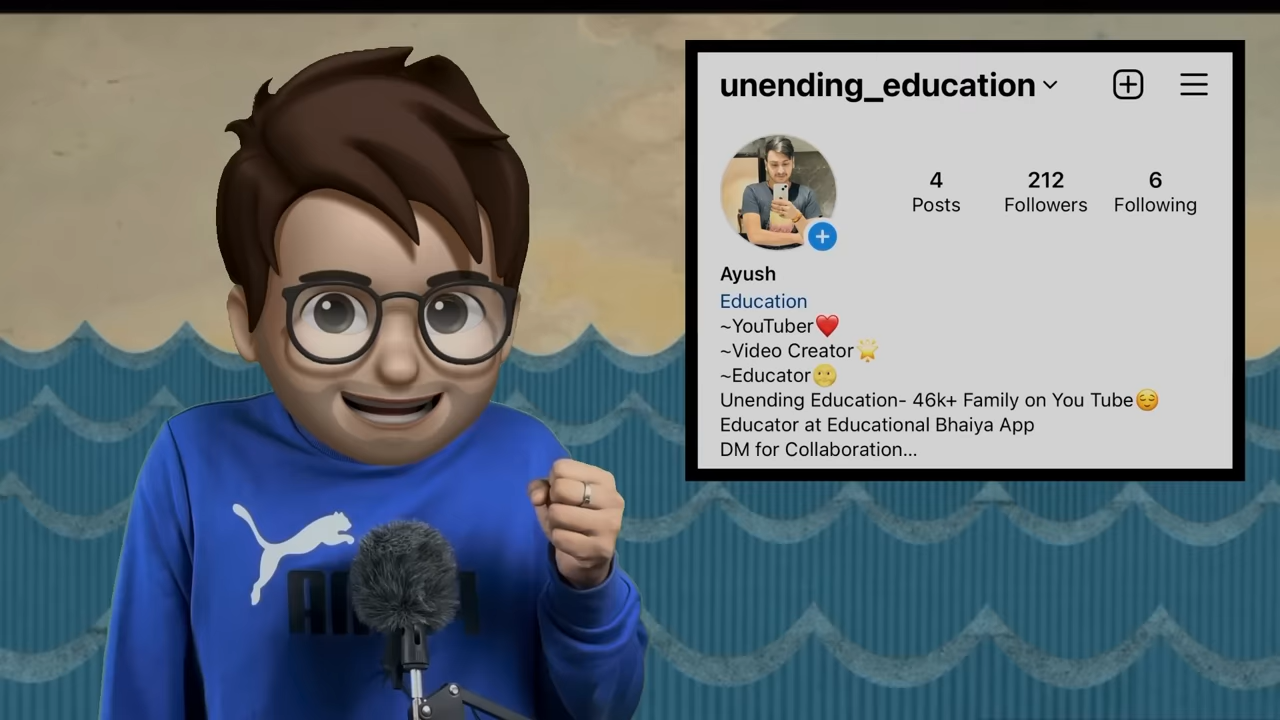 unending_education
4 212 6
Posts Followers Following
Ayush
Education
~YouTuber❤️
~Video Creator🌟
~Educator🌝
Unending Education- 46k+ Family on You Tube😌
Educator at Educational Bhaiya App
DM for Collaboration...